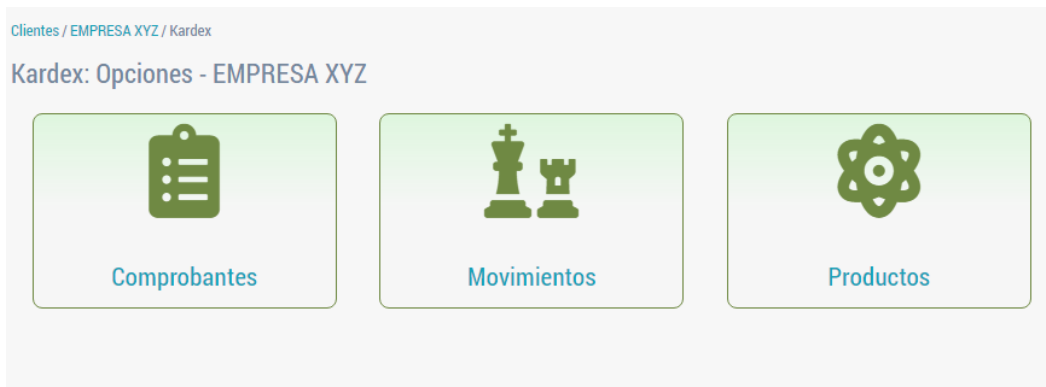 Clientes / EMPRESA XYZ / Kardex
Kardex: Opciones - EMPRESA XYZ
Comprobantes
Movimientos
Productos